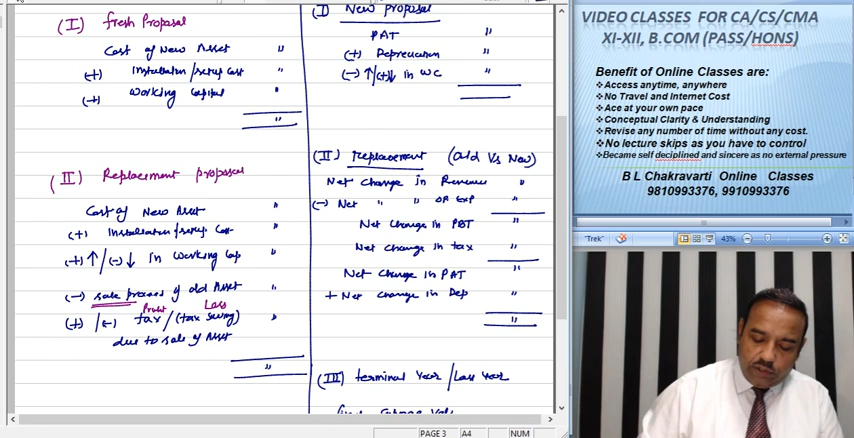 (I) fresh Proposal
Cost of New Asset "
(+) Installation/setup Cost "
(+) Working Capital "
"
(II) Replacement proposal
Cost of New Asset "
(+) Installation/setup Cost "
(+)↑/(-)↓ in Working Cap "
(-) sale proceed of old Asset "
Profit Loss
(+) /(-) tax/(tax saving) "
due to sale of Asset
"
(I) New proposal
PAT "
(+) Depreciation "
(-) ↑/(+)↓ in WC "
(II) Replacement (old Vs New)
Net change in Revenue "
(-) Net " " OP Exp "
Net change in PBT "
Net change in tax "
Net change in PAT "
+ Net change in Dep "
"
(III) terminal Year / Last Year
VIDEO CLASSES FOR CA/CS/CMA
XI-XII, B.COM (PASS/HONS)
Benefit of Online Classes are:
❖Access anytime, anywhere
❖No Travel and Internet Cost
❖Ace at your own pace
❖Conceptual Clarity & Understanding
❖Revise any number of time without any cost.
❖No lecture skips as you have to control
❖Became self deciplined and sincere as no external pressure
B L Chakravarti Online Classes
9810993376, 9910993376
"Trek" 43%
PAGE 3 A4 NUM